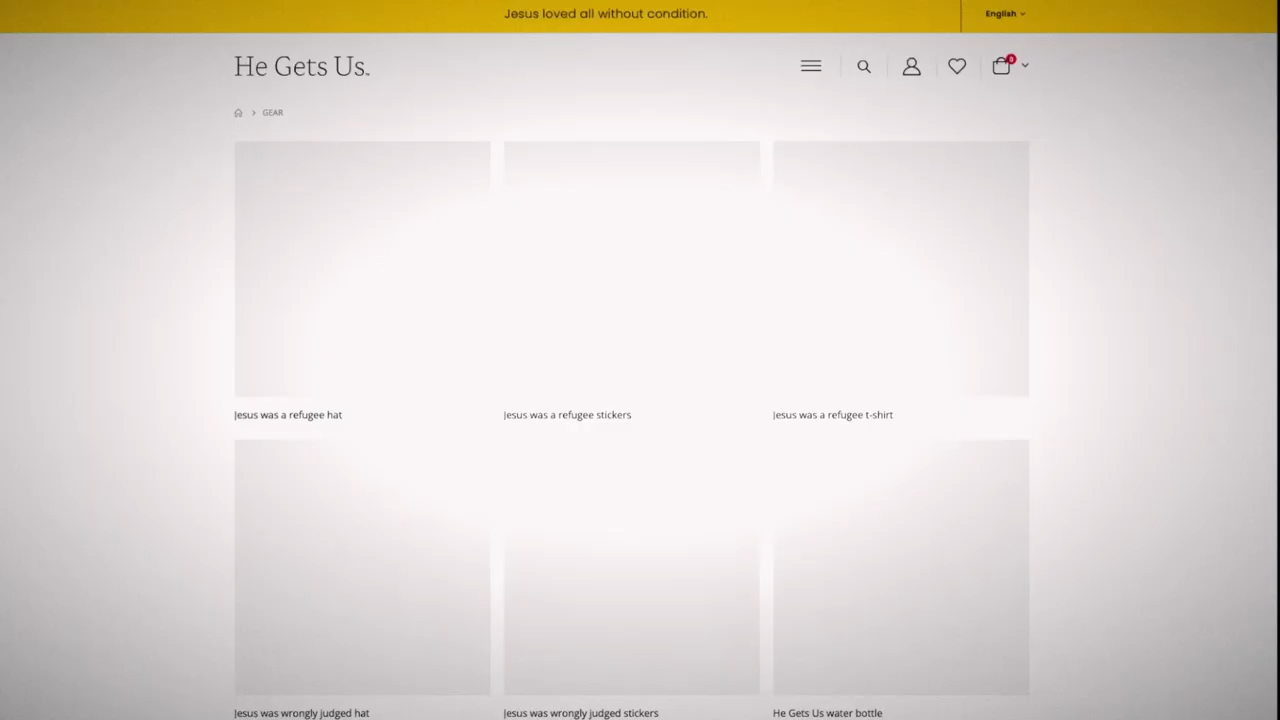 Jesus loved all without condition.
English
He Gets Us.
0
GEAR
Jesus was a refugee hat
Jesus was a refugee stickers
Jesus was a refugee t-shirt
Jesus was wrongly judged hat
Jesus was wrongly judged stickers
He Gets Us water bottle